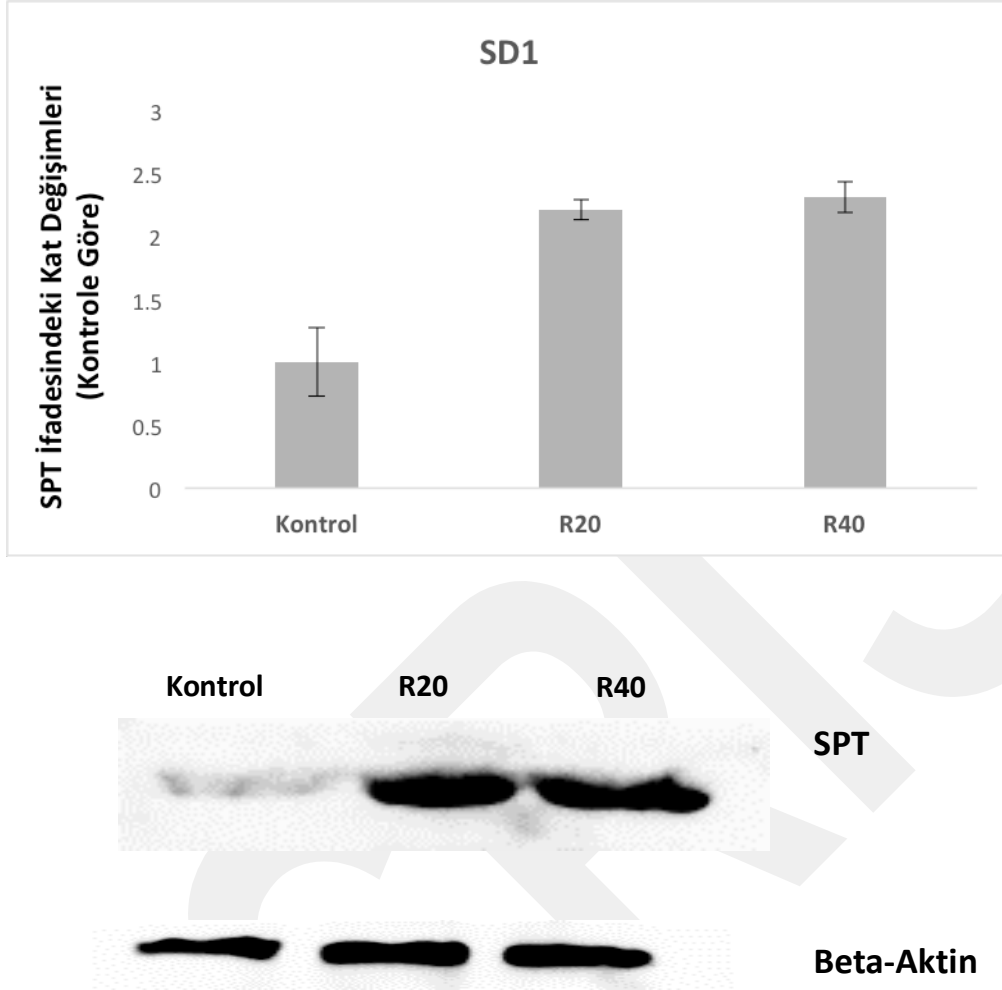 SD1
SPT İfadesindeki Kat Değişimleri
(Kontrole Göre)
3
2.5
2
1.5
1
0.5
0
Kontrol R20 R40
Kontrol R20 R40
SPT
Beta-Aktin